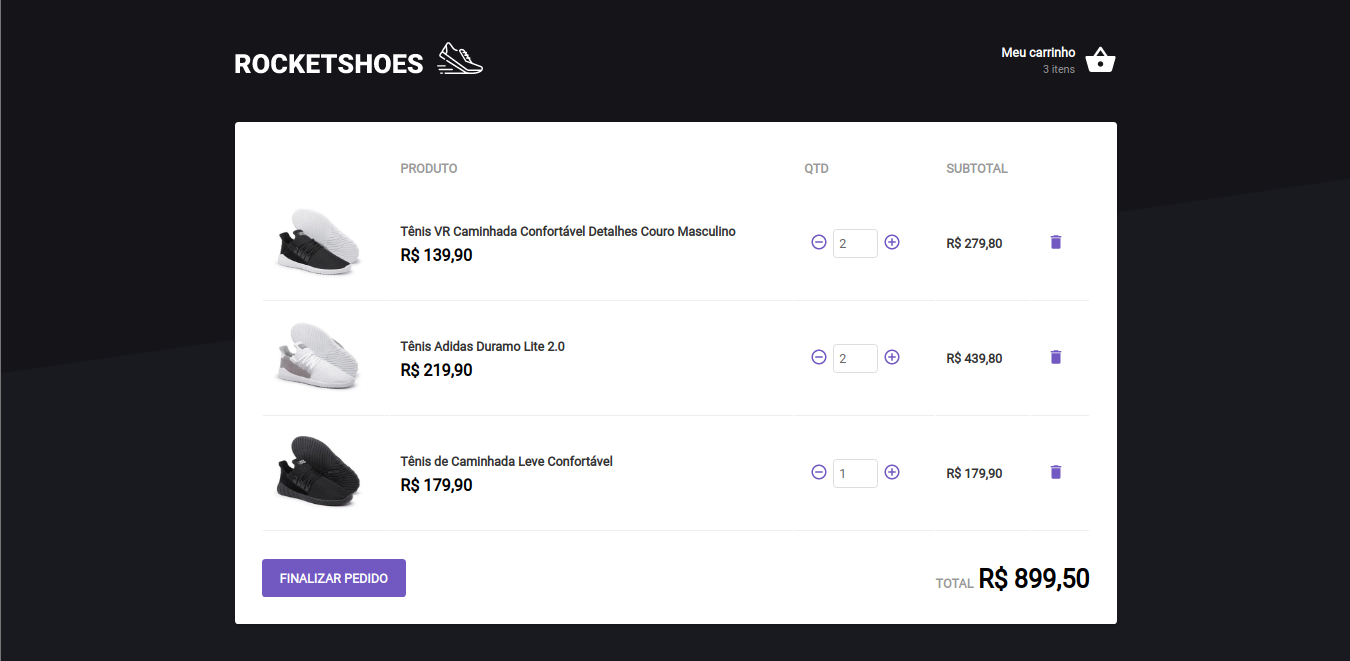 ROCKETSHOES
Meu carrinho
3 itens
PRODUTO QTD SUBTOTAL
Tênis VR Caminhada Confortável Detalhes Couro Masculino
R$ 139,90
2
R$ 279,80
Tênis Adidas Duramo Lite 2.0
R$ 219,90
2
R$ 439,80
Tênis de Caminhada Leve Confortável
R$ 179,90
1
R$ 179,90
FINALIZAR PEDIDO
TOTAL R$ 899,50